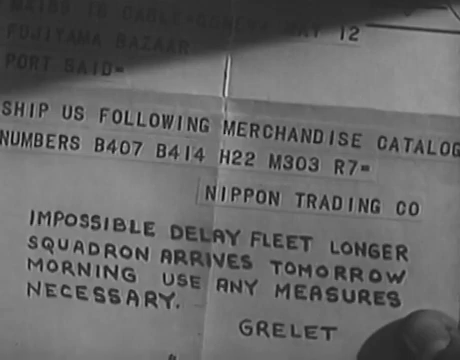 12
FUJIYAMA BAZAAR
PORT SAID=
SHIP US FOLLOWING MERCHANDISE CATALOG
NUMBERS B407 B414 H22 M303 R7=
NIPPON TRADING CO
IMPOSSIBLE DELAY FLEET LONGER
SQUADRON ARRIVES TOMORROW
MORNING USE ANY MEASURES
NECESSARY.
GRELET